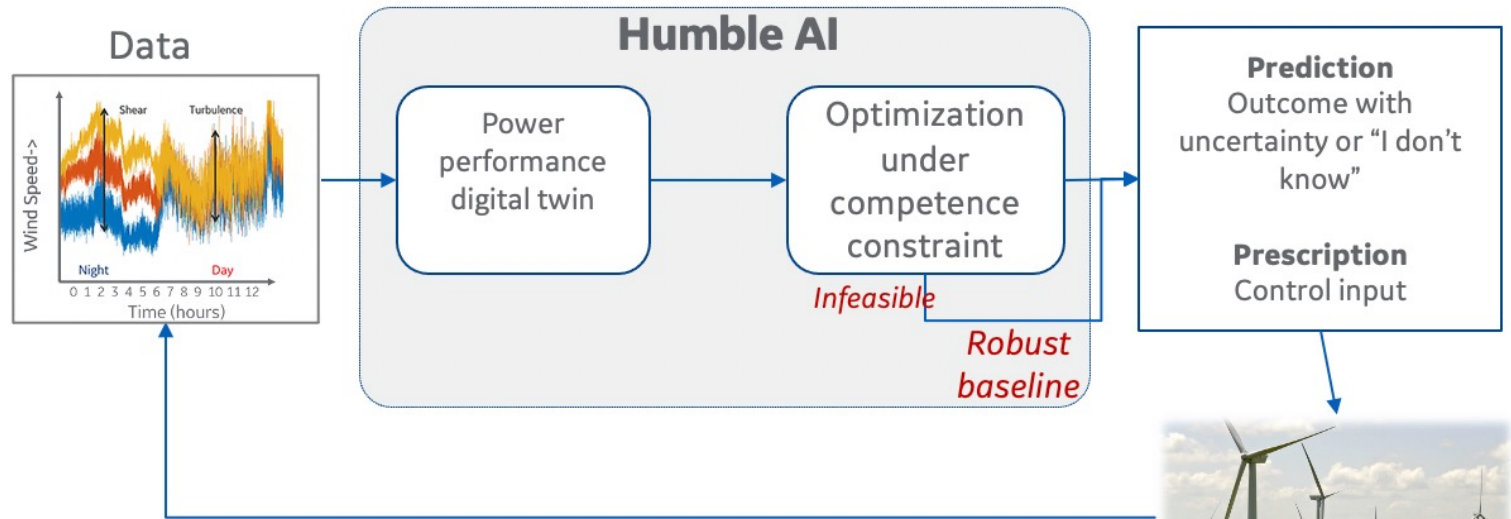 Humble AI
Data
Shear
Turbulence
Wind Speed->
Night
Day
0 1 2 3 4 5 6 7 8 9 10 11 12
Time (hours)
Power
performance
digital twin
Optimization
under
competence
constraint
Infeasible
Robust
baseline
Prediction
Outcome with
uncertainty or “I don’t
know”
Prescription
Control input